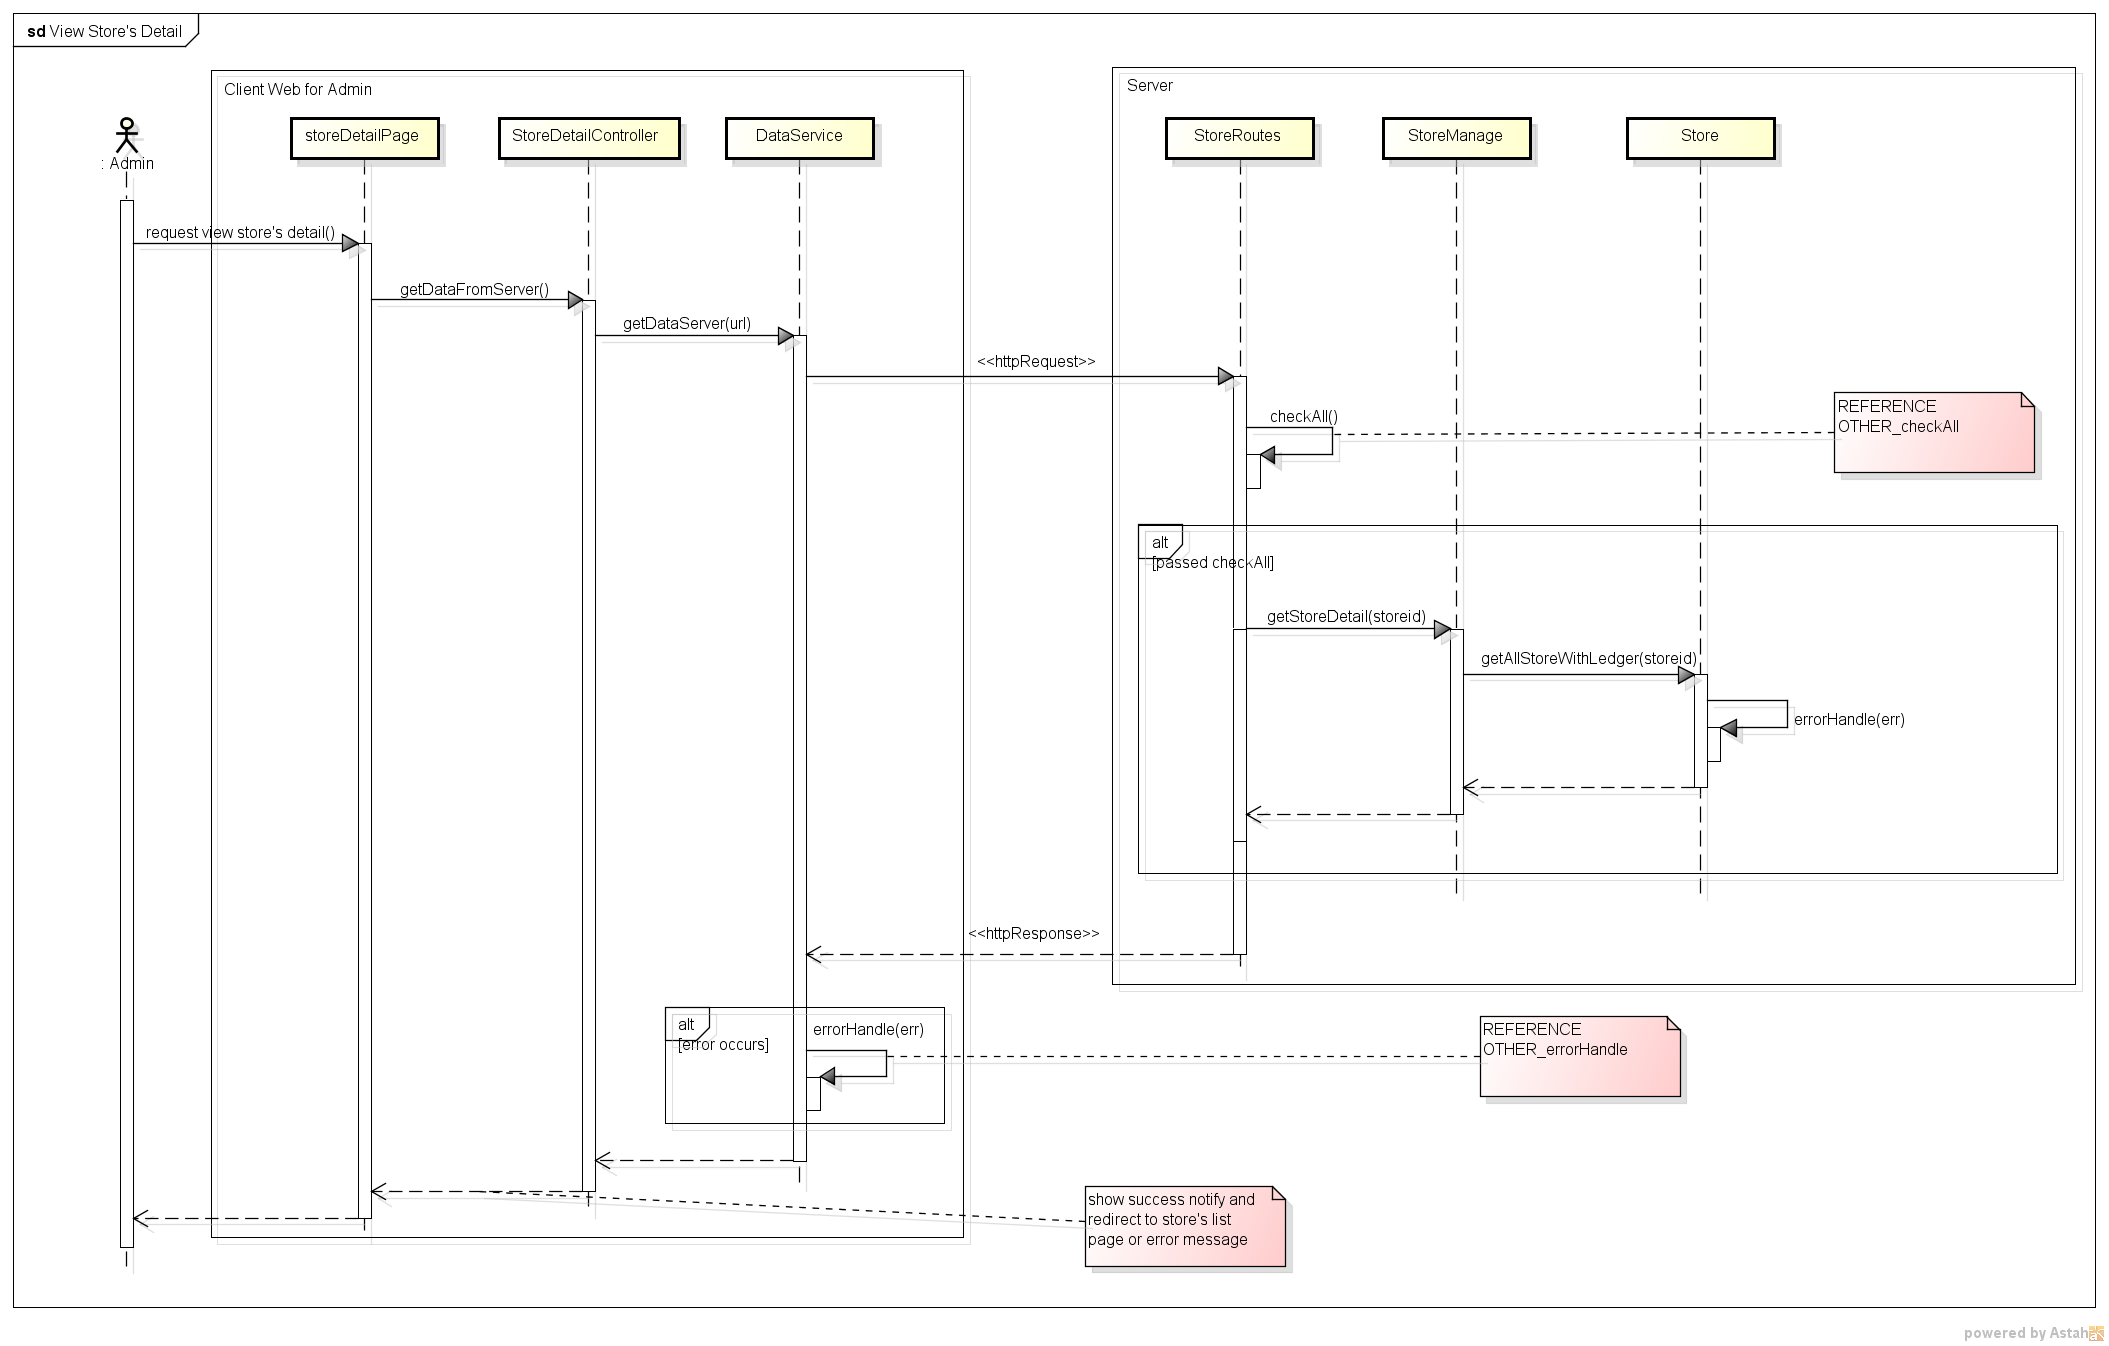 sd View Store's Detail
Client Web for Admin
Server
: Admin
storeDetailPage
StoreDetailController
DataService
StoreRoutes
StoreManage
Store
request view store's detail()
getDataFromServer()
getDataServer(url)
<<httpRequest>>
checkAll()
REFERENCE
OTHER_checkAll
alt
[passed checkAll]
getStoreDetail(storeid)
getAllStoreWithLedger(storeid)
errorHandle(err)
<<httpResponse>>
alt
[error occurs]
errorHandle(err)
REFERENCE
OTHER_errorHandle
show success notify and
redirect to store's list
page or error message
powered by Astah